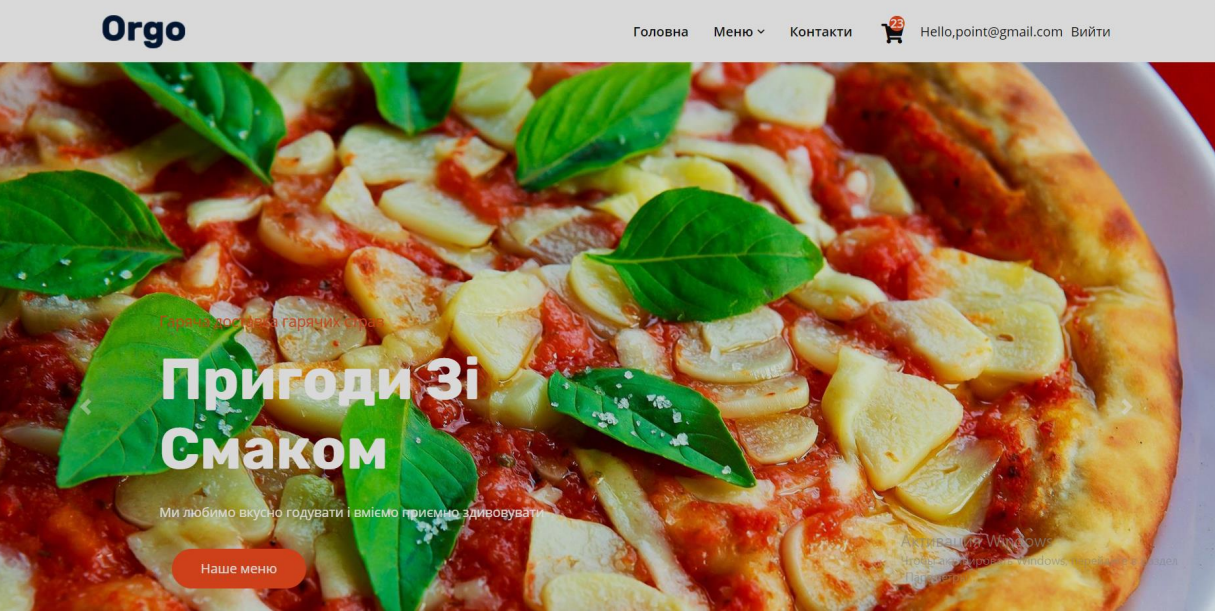 Orgo
Головна Меню Контакти 23 Hello,point@gmail.com Вийти
Гаряча доставка гарячих страв
Пригоди Зі
Смаком
Ми любимо вкусно годувати і вміємо приємно здивовувати
Наше меню
Активация Windows
Чтобы активировать Windows, перейдите в раздел